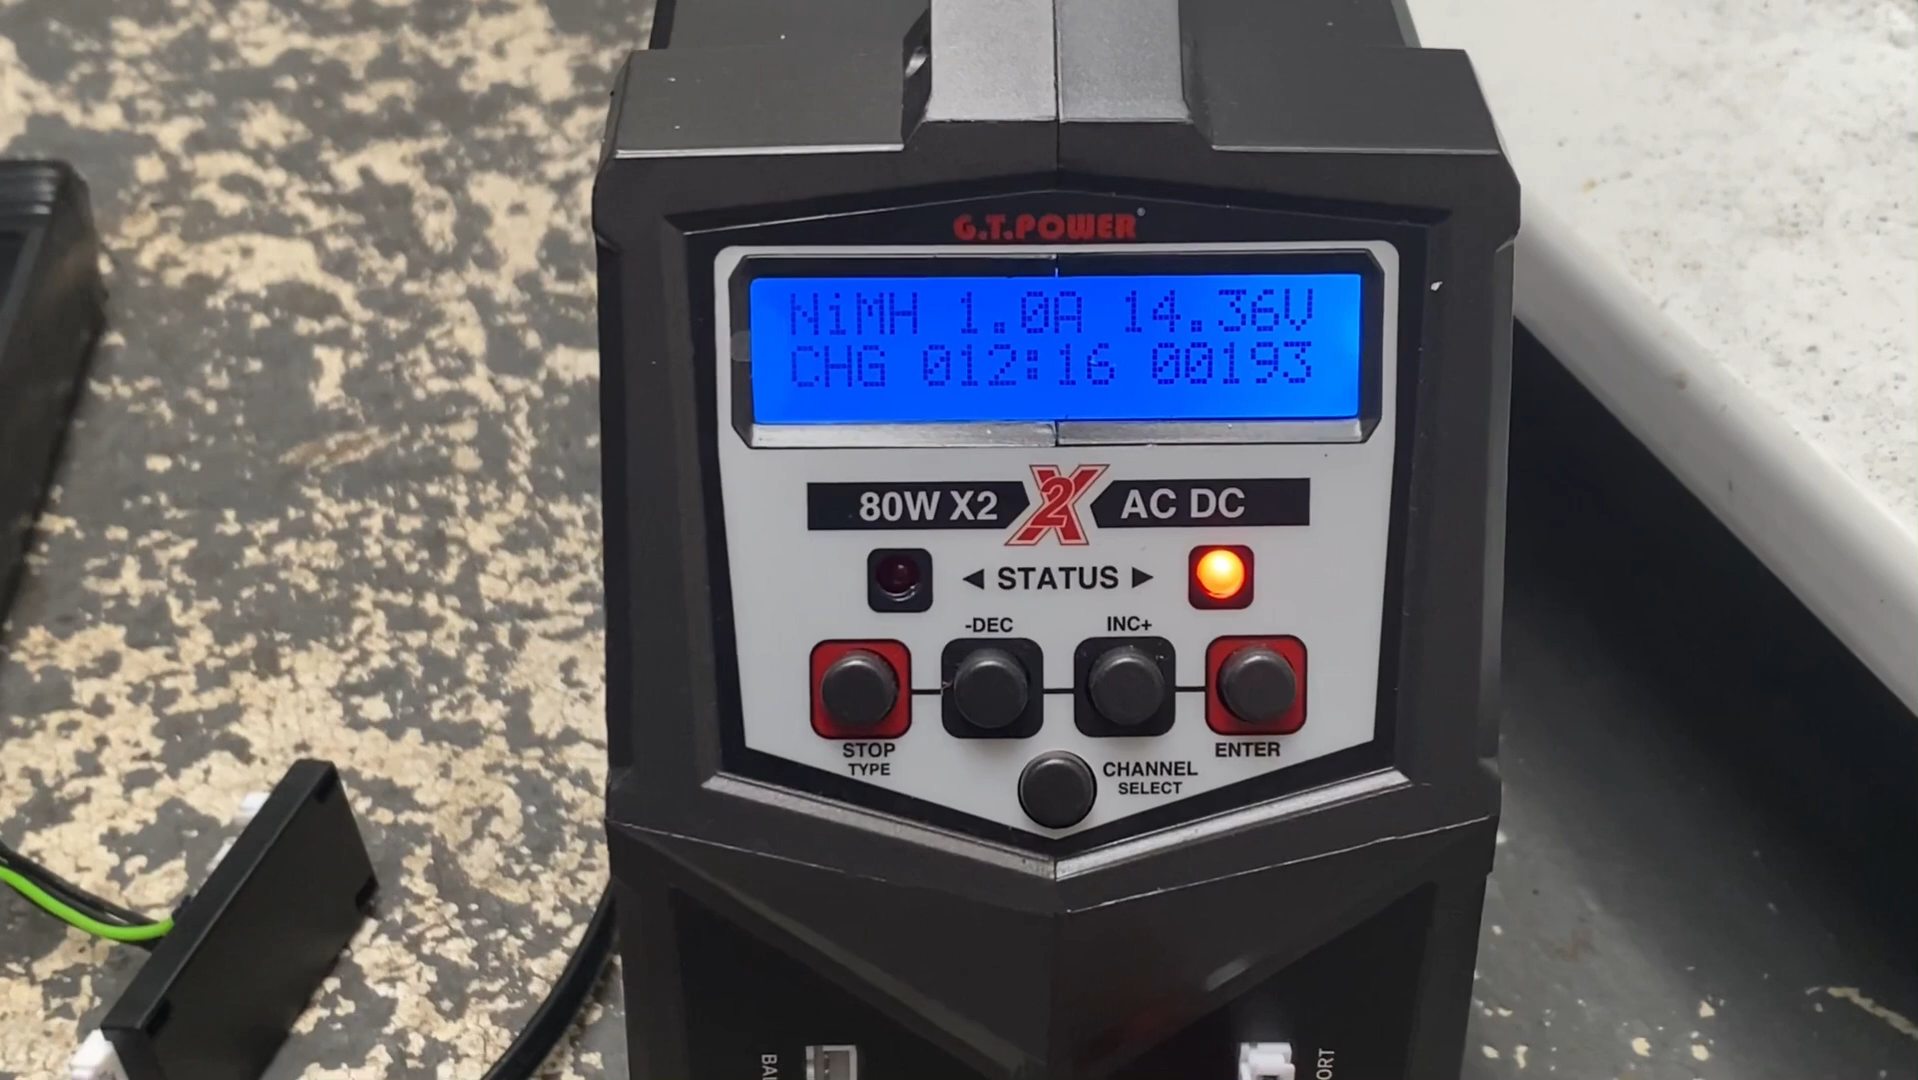 G.T.POWER®
NiMH 1.0A 14.36V
CHG 012:16 00193
80W X2 X2 AC DC
◄ STATUS ►
-DEC INC+
STOP
TYPE
ENTER
CHANNEL
SELECT